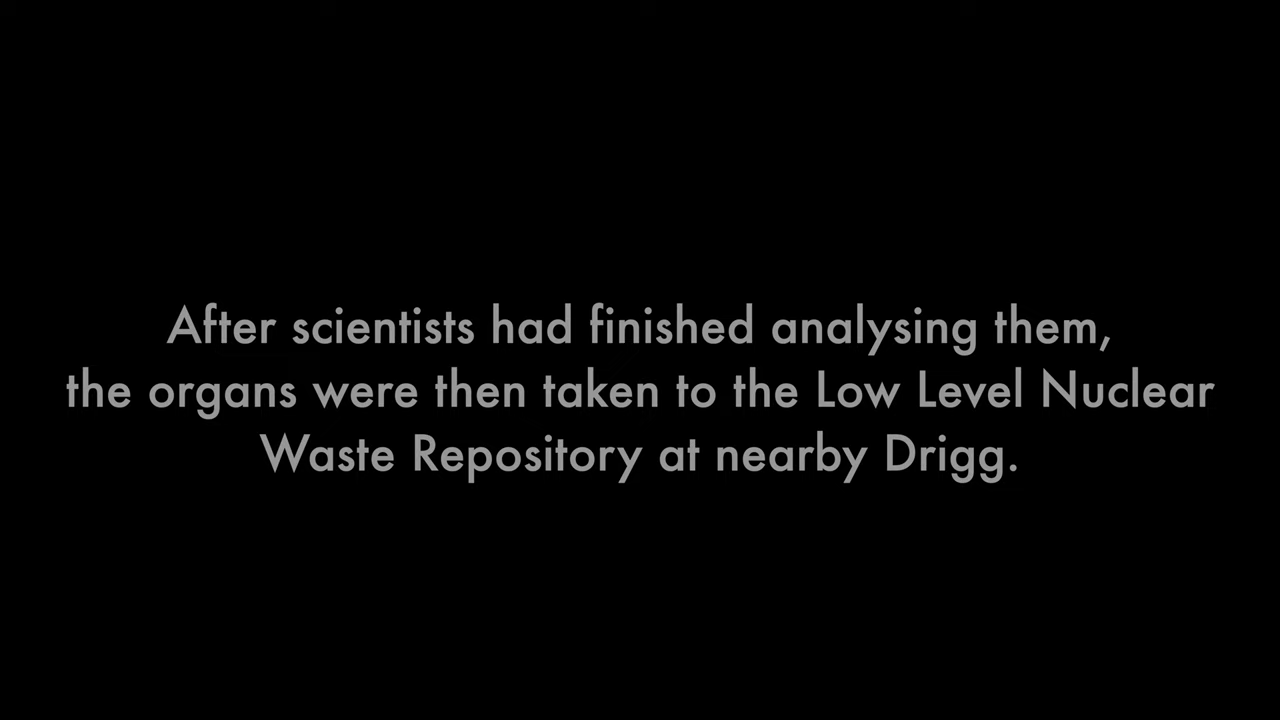 After scientists had finished analysing them,
the organs were then taken to the Low Level Nuclear
Waste Repository at nearby Drigg.